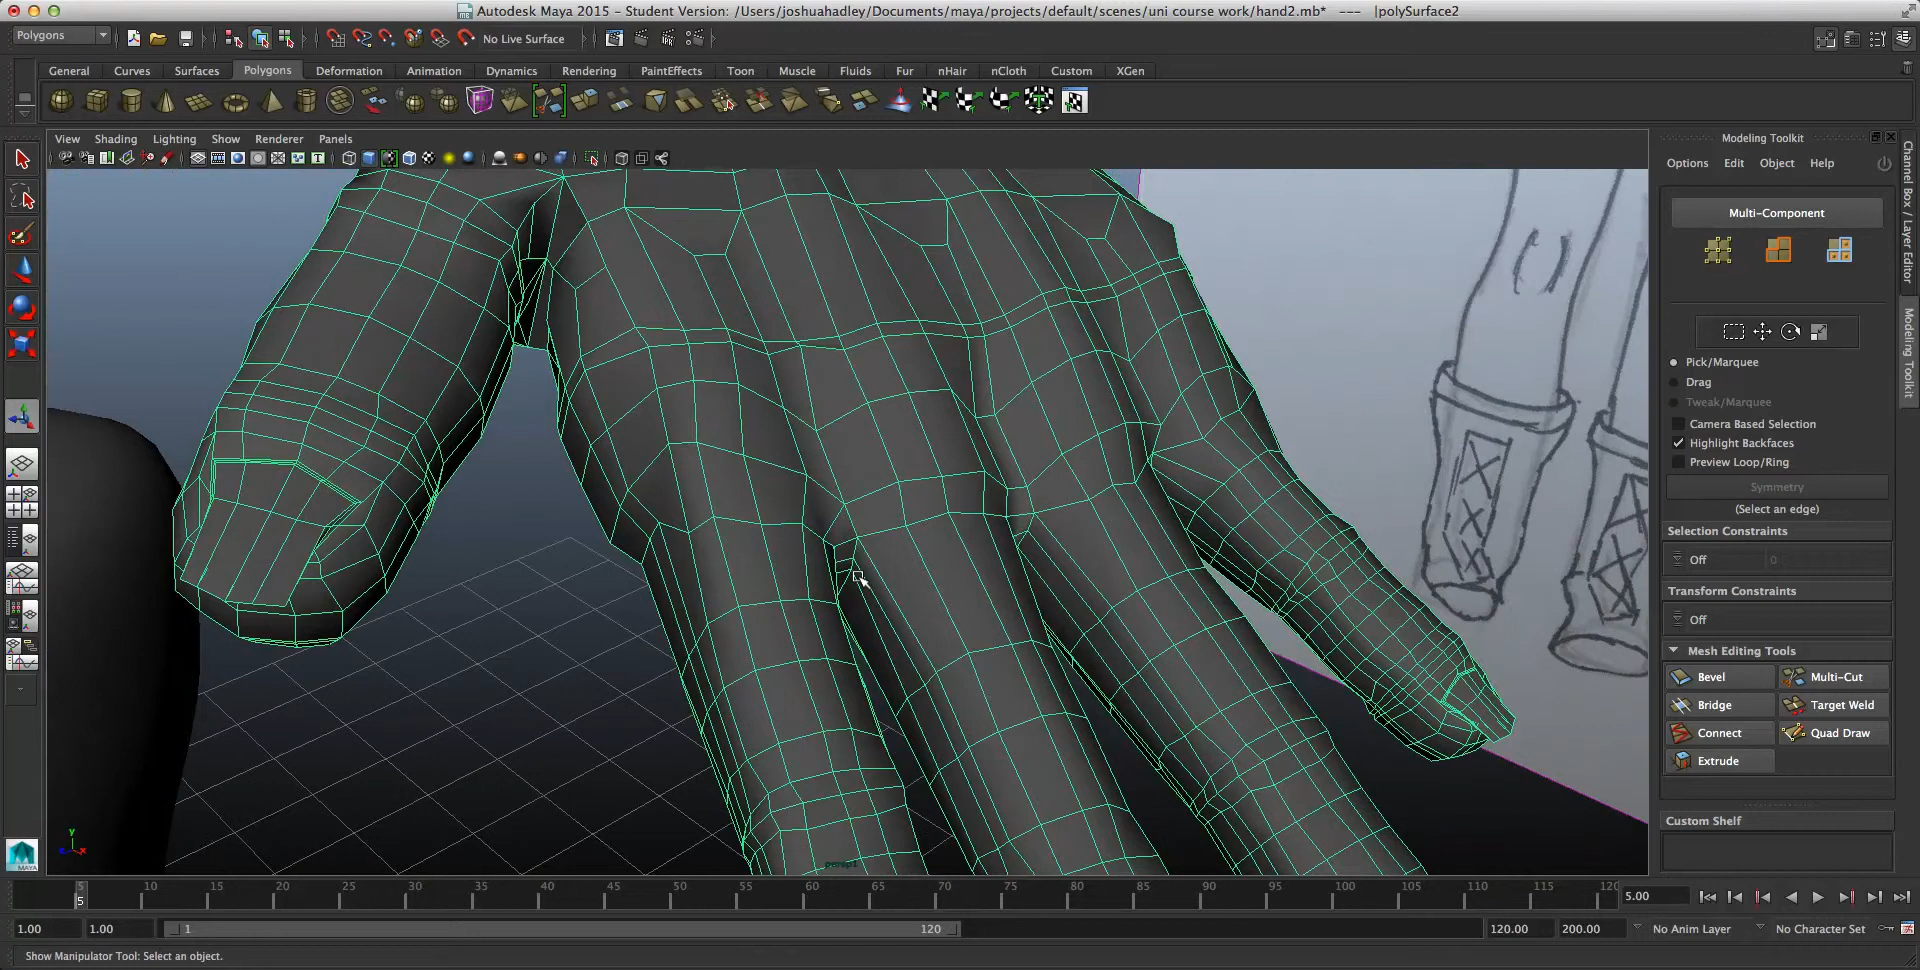 Autodesk Maya 2015 - Student Version: /Users/joshuahadley/Documents/maya/projects/default/scenes/uni course work/hand2.mb* --- |polySurface2
Polygons
No Live Surface
General Curves Surfaces Polygons Deformation Animation Dynamics Rendering PaintEffects Toon Muscle Fluids Fur nHair nCloth Custom XGen
View Shading Lighting Show Renderer Panels
Modeling Toolkit
Options Edit Object Help
Multi-Component
Pick/Marquee
Drag
Tweak/Marquee
Camera Based Selection
Highlight Backfaces
Preview Loop/Ring
Symmetry
(Select an edge)
Selection Constraints
Off 0
Transform Constraints
Off
Mesh Editing Tools
Bevel Multi-Cut
Bridge Target Weld
Connect Quad Draw
Extrude
Custom Shelf
Channel Box / Layer Editor
Modeling Toolkit
y
z x
persp1
MAYA
5 10 15 20 25 30 35 40 45 50 55 60 65 70 75 80 85 90 95 100 105 110 115 120
5
5.00
1.00 1.00 1 120 120.00 200.00 No Anim Layer No Character Set
Show Manipulator Tool: Select an object.